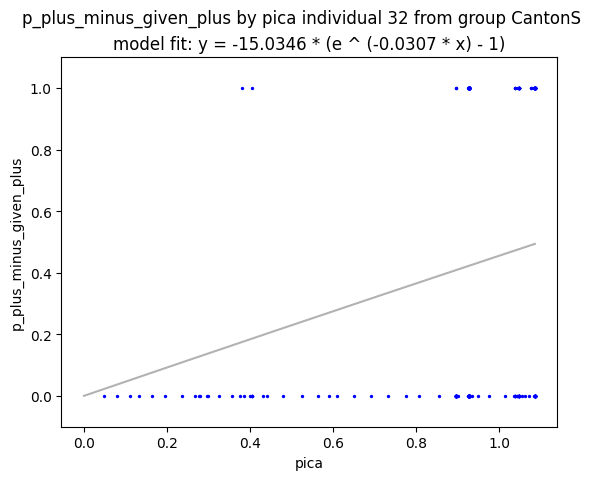 p_plus_minus_given_plus by pica individual 32 from group CantonS
model fit: y = -15.0346 * (e ^ (-0.0307 * x) - 1)
p_plus_minus_given_plus
1.0
0.8
0.6
0.4
0.2
0.0
0.0 0.2 0.4 0.6 0.8 1.0
pica